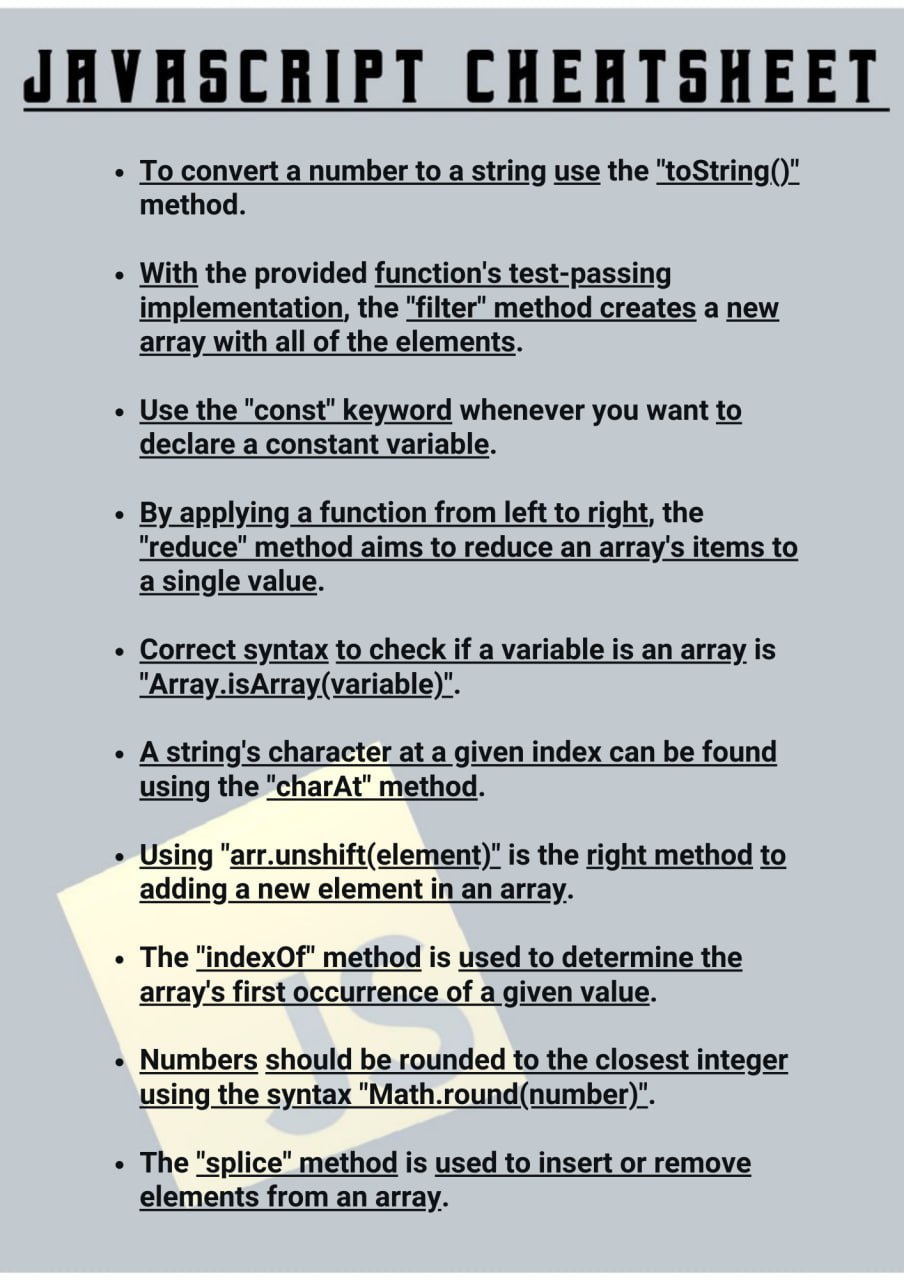 JAVASCRIPT CHEATSHEET
• To convert a number to a string use the "toString()"
method.
• With the provided function's test-passing
implementation, the "filter" method creates a new
array with all of the elements.
• Use the "const" keyword whenever you want to
declare a constant variable.
• By applying a function from left to right, the
"reduce" method aims to reduce an array's items to
a single value.
• Correct syntax to check if a variable is an array is
"Array.isArray(variable)".
• A string's character at a given index can be found
using the "charAt" method.
• Using "arr.unshift(element)" is the right method to
adding a new element in an array.
• The "indexOf" method is used to determine the
array's first occurrence of a given value.
• Numbers should be rounded to the closest integer
using the syntax "Math.round(number)".
• The "splice" method is used to insert or remove
elements from an array.
JS